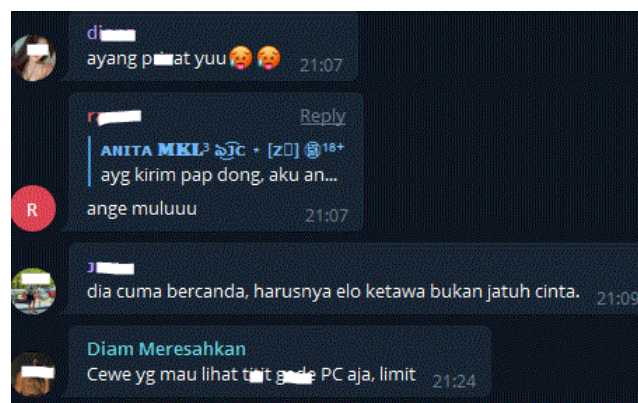 ayang yuu🥵🥵 21:07
Reply
ANITA MKL³ 18+
ayg kirim pap dong, aku an...
R
ange muluuu 21:07
dia cuma bercanda, harusnya elo ketawa bukan jatuh cinta. 21:09
Diam Meresahkan
Cewe yg mau lihat PC aja, limit 21:24